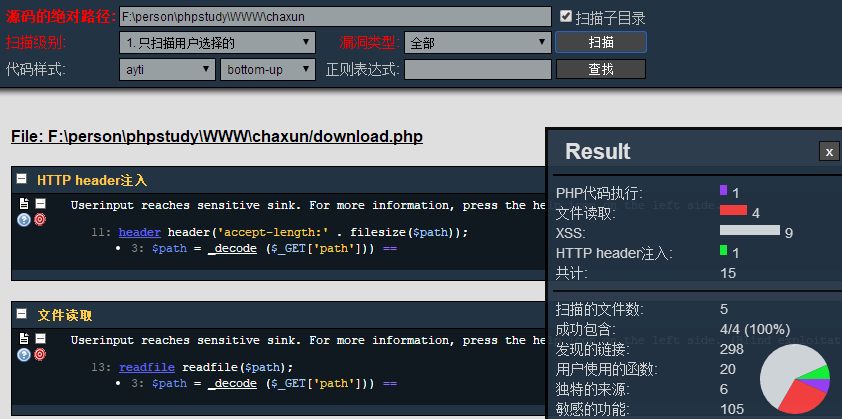 源码的绝对路径: F:\person\phpstudy\WWW\chaxun 扫描子目录
扫描级别: 1. 只扫描用户选择的 漏洞类型: 全部 扫描
代码样式: ayti bottom-up 正则表达式: 查找
File: F:\person\phpstudy\WWW\chaxun/download.php
HTTP header注入
Userinput reaches sensitive sink. For more information, press the he
11: header header('accept-length:' . filesize($path));
3: $path = _decode ($_GET['path'])) ==
文件读取
Userinput reaches sensitive sink. For more information, press the he
13: readfile readfile($path);
3: $path = _decode ($_GET['path'])) ==
Result x
PHP代码执行: 1
文件读取: 4
XSS: 9
HTTP header注入: 1
共计: 15
扫描的文件数: 5
成功包含: 4/4 (100%)
发现的链接: 298
用户使用的函数: 20
独特的来源: 6
敏感的功能: 105